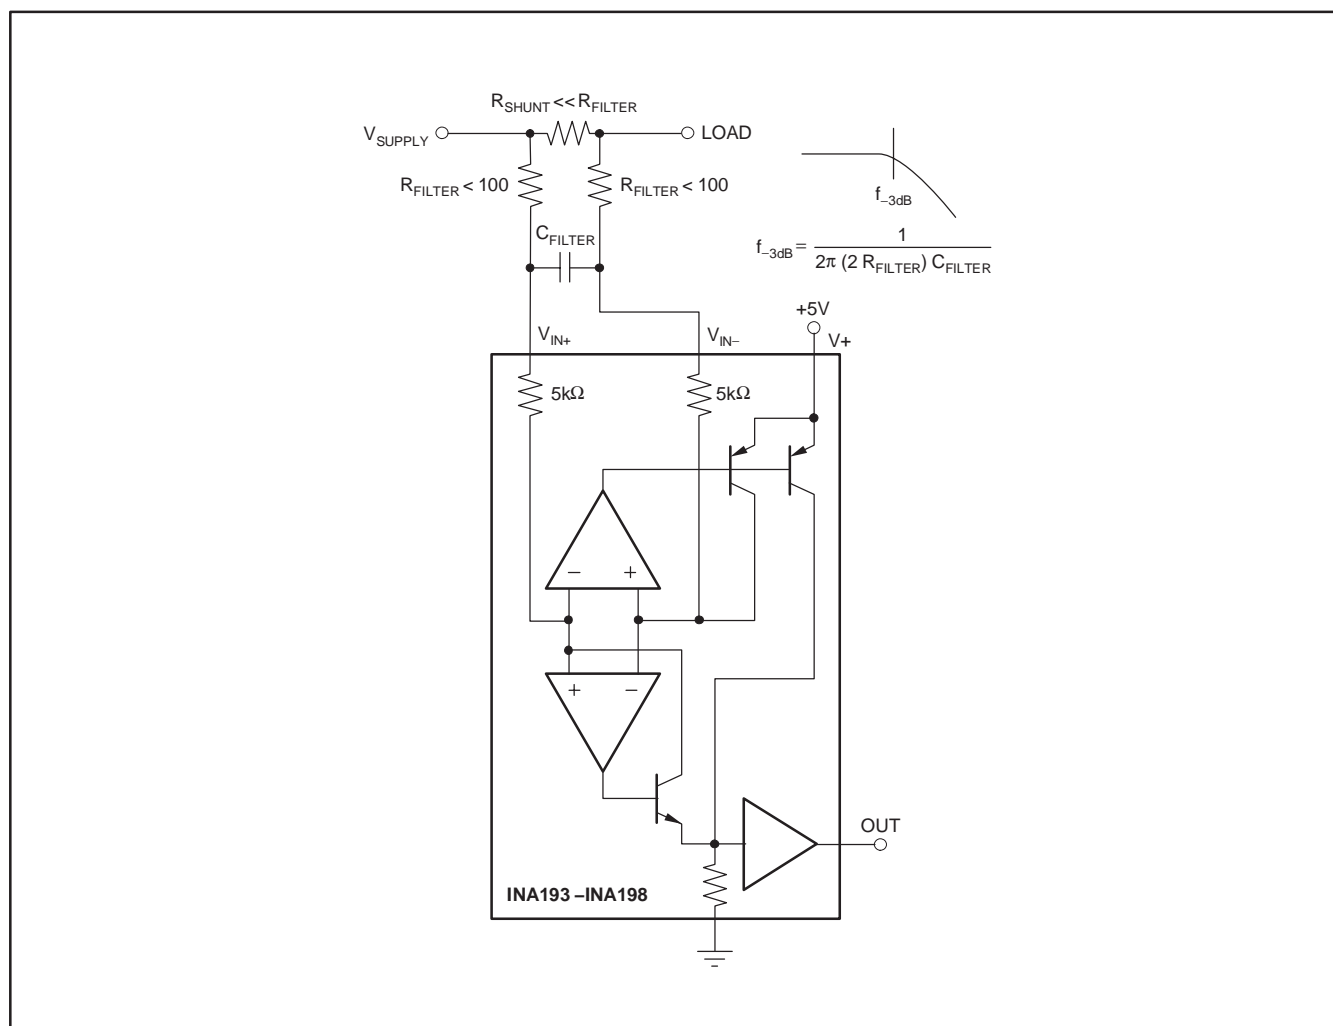 R_SHUNT << R_FILTER
V_SUPPLY
LOAD
R_FILTER < 100
R_FILTER < 100
f_–3dB
C_FILTER
f_–3dB = 1 / 2π (2 R_FILTER) C_FILTER
+5V
V_IN+
V_IN–
V+
5kΩ
5kΩ
– +
+ –
OUT
INA193 –INA198